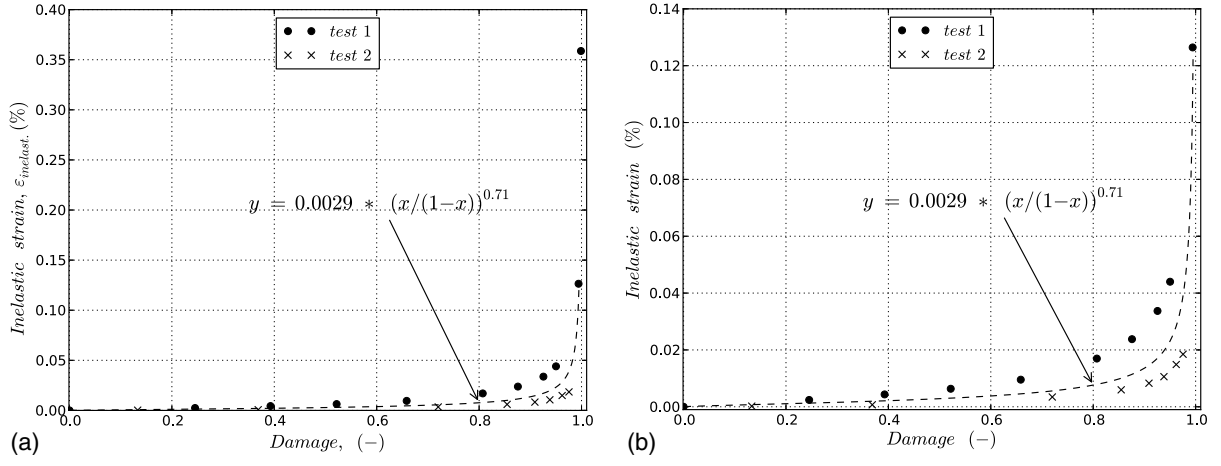 0.40
0.35
0.30
0.25
0.20
0.15
0.10
0.05
0.00
Inelastic strain, ε_inelast. (%)
test 1
test 2
y = 0.0029 * (x/(1−x))^0.71
0.0 0.2 0.4 0.6 0.8 1.0
Damage, (−)
(a)
0.14
0.12
0.10
0.08
0.06
0.04
0.02
0.00
Inelastic strain (%)
test 1
test 2
y = 0.0029 * (x/(1−x))^0.71
0.0 0.2 0.4 0.6 0.8 1.0
Damage (−)
(b)